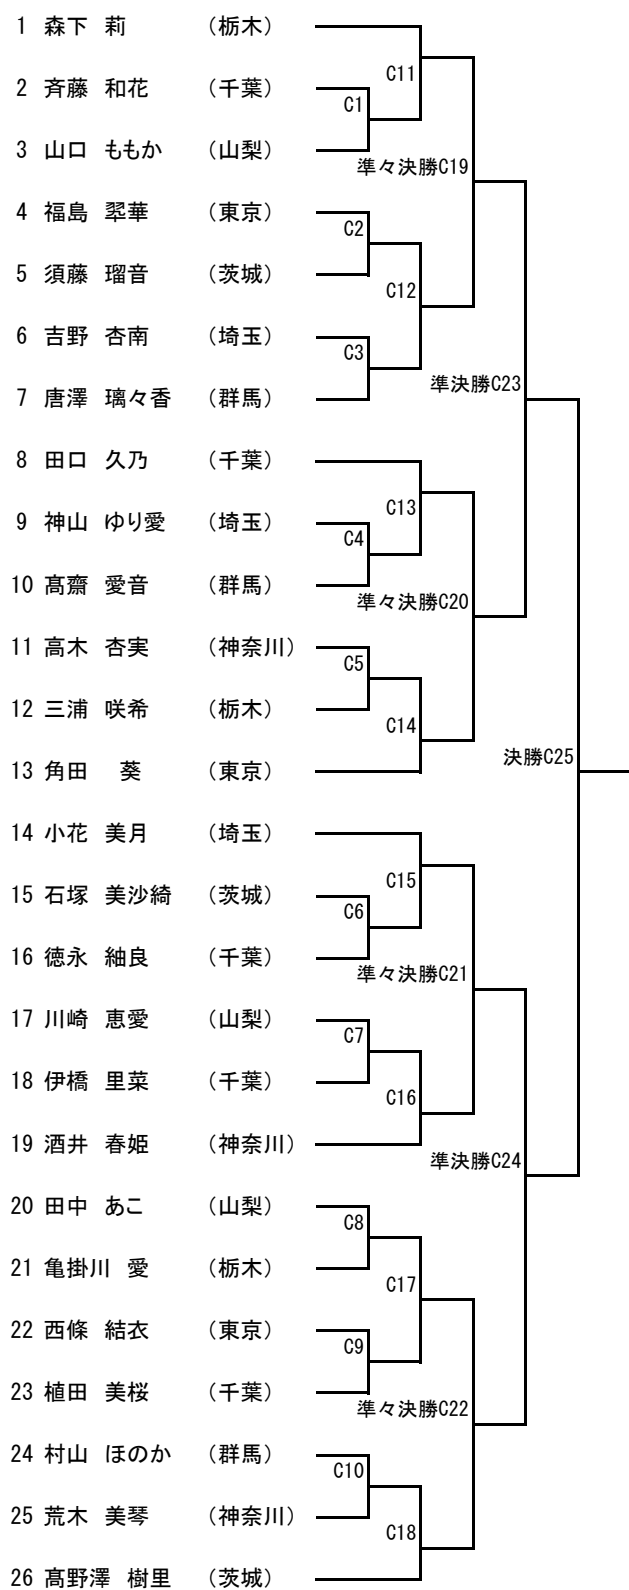 1 森下 莉 (栃木)
C11
2 斉藤 和花 (千葉)
C1
3 山口 ももか (山梨)
準々決勝C19
4 福島 翠華 (東京)
C2
5 須藤 瑠音 (茨城)
C12
6 吉野 杏南 (埼玉)
C3
準決勝C23
7 唐澤 璃々香 (群馬)
8 田口 久乃 (千葉)
C13
9 神山 ゆり愛 (埼玉)
C4
10 髙齋 愛音 (群馬)
準々決勝C20
11 高木 杏実 (神奈川)
C5
12 三浦 咲希 (栃木)
C14
決勝C25
13 角田 葵 (東京)
14 小花 美月 (埼玉)
C15
15 石塚 美沙綺 (茨城)
C6
16 徳永 紬良 (千葉)
準々決勝C21
17 川崎 恵愛 (山梨)
C7
18 伊橋 里菜 (千葉)
C16
19 酒井 春姫 (神奈川)
準決勝C24
20 田中 あこ (山梨)
C8
21 亀掛川 愛 (栃木)
C17
22 西條 結衣 (東京)
C9
23 植田 美桜 (千葉)
準々決勝C22
24 村山 ほのか (群馬)
C10
25 荒木 美琴 (神奈川)
C18
26 髙野澤 樹里 (茨城)